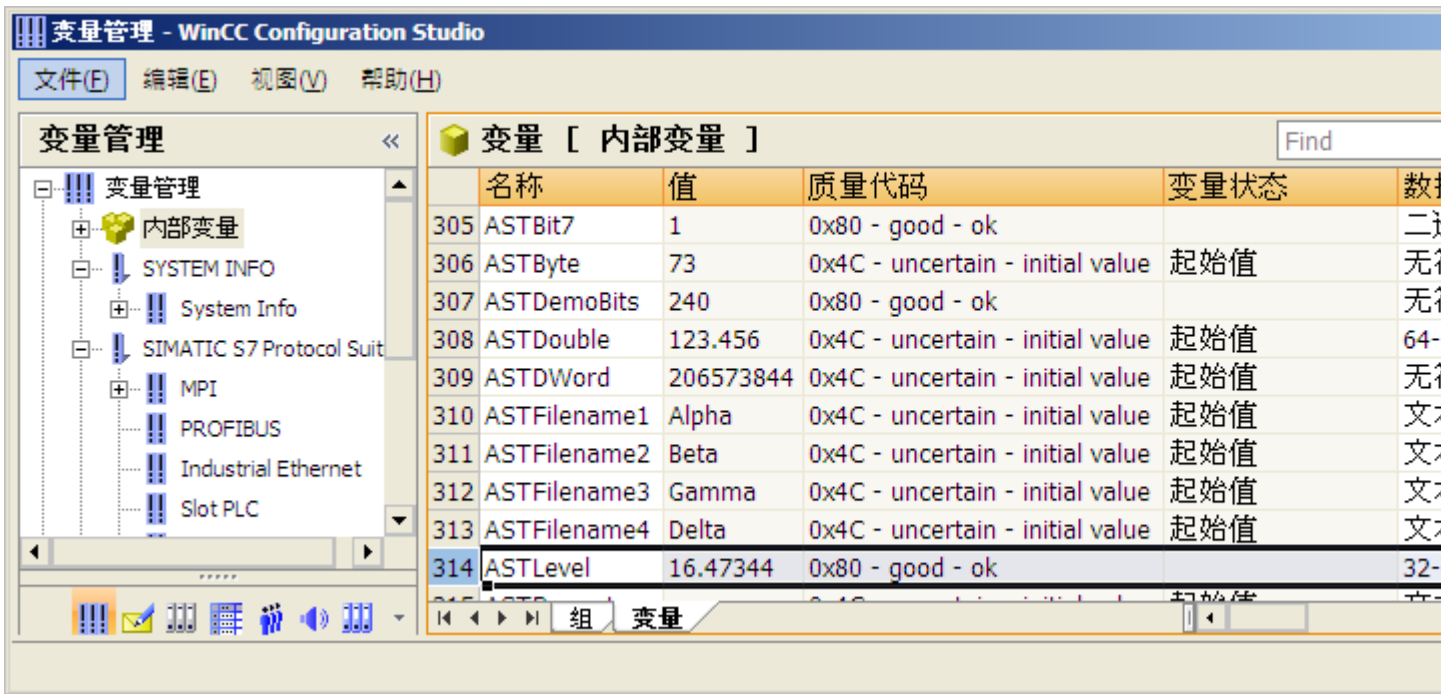 变量管理 - WinCC Configuration Studio
文件(F) 编辑(E) 视图(V) 帮助(H)
变量管理 «
变量管理
内部变量
SYSTEM INFO
System Info
SIMATIC S7 Protocol Suit
MPI
PROFIBUS
Industrial Ethernet
Slot PLC
变量 [ 内部变量 ] Find
名称 值 质量代码 变量状态
305 ASTBit7 1 0x80 - good - ok
306 ASTByte 73 0x4C - uncertain - initial value 起始值
307 ASTDemoBits 240 0x80 - good - ok
308 ASTDouble 123.456 0x4C - uncertain - initial value 起始值 64-
309 ASTDWord 206573844 0x4C - uncertain - initial value 起始值
310 ASTFilename1 Alpha 0x4C - uncertain - initial value 起始值
311 ASTFilename2 Beta 0x4C - uncertain - initial value 起始值
312 ASTFilename3 Gamma 0x4C - uncertain - initial value 起始值
313 ASTFilename4 Delta 0x4C - uncertain - initial value 起始值
314 ASTLevel 16.47344 0x80 - good - ok 32-
组 变量